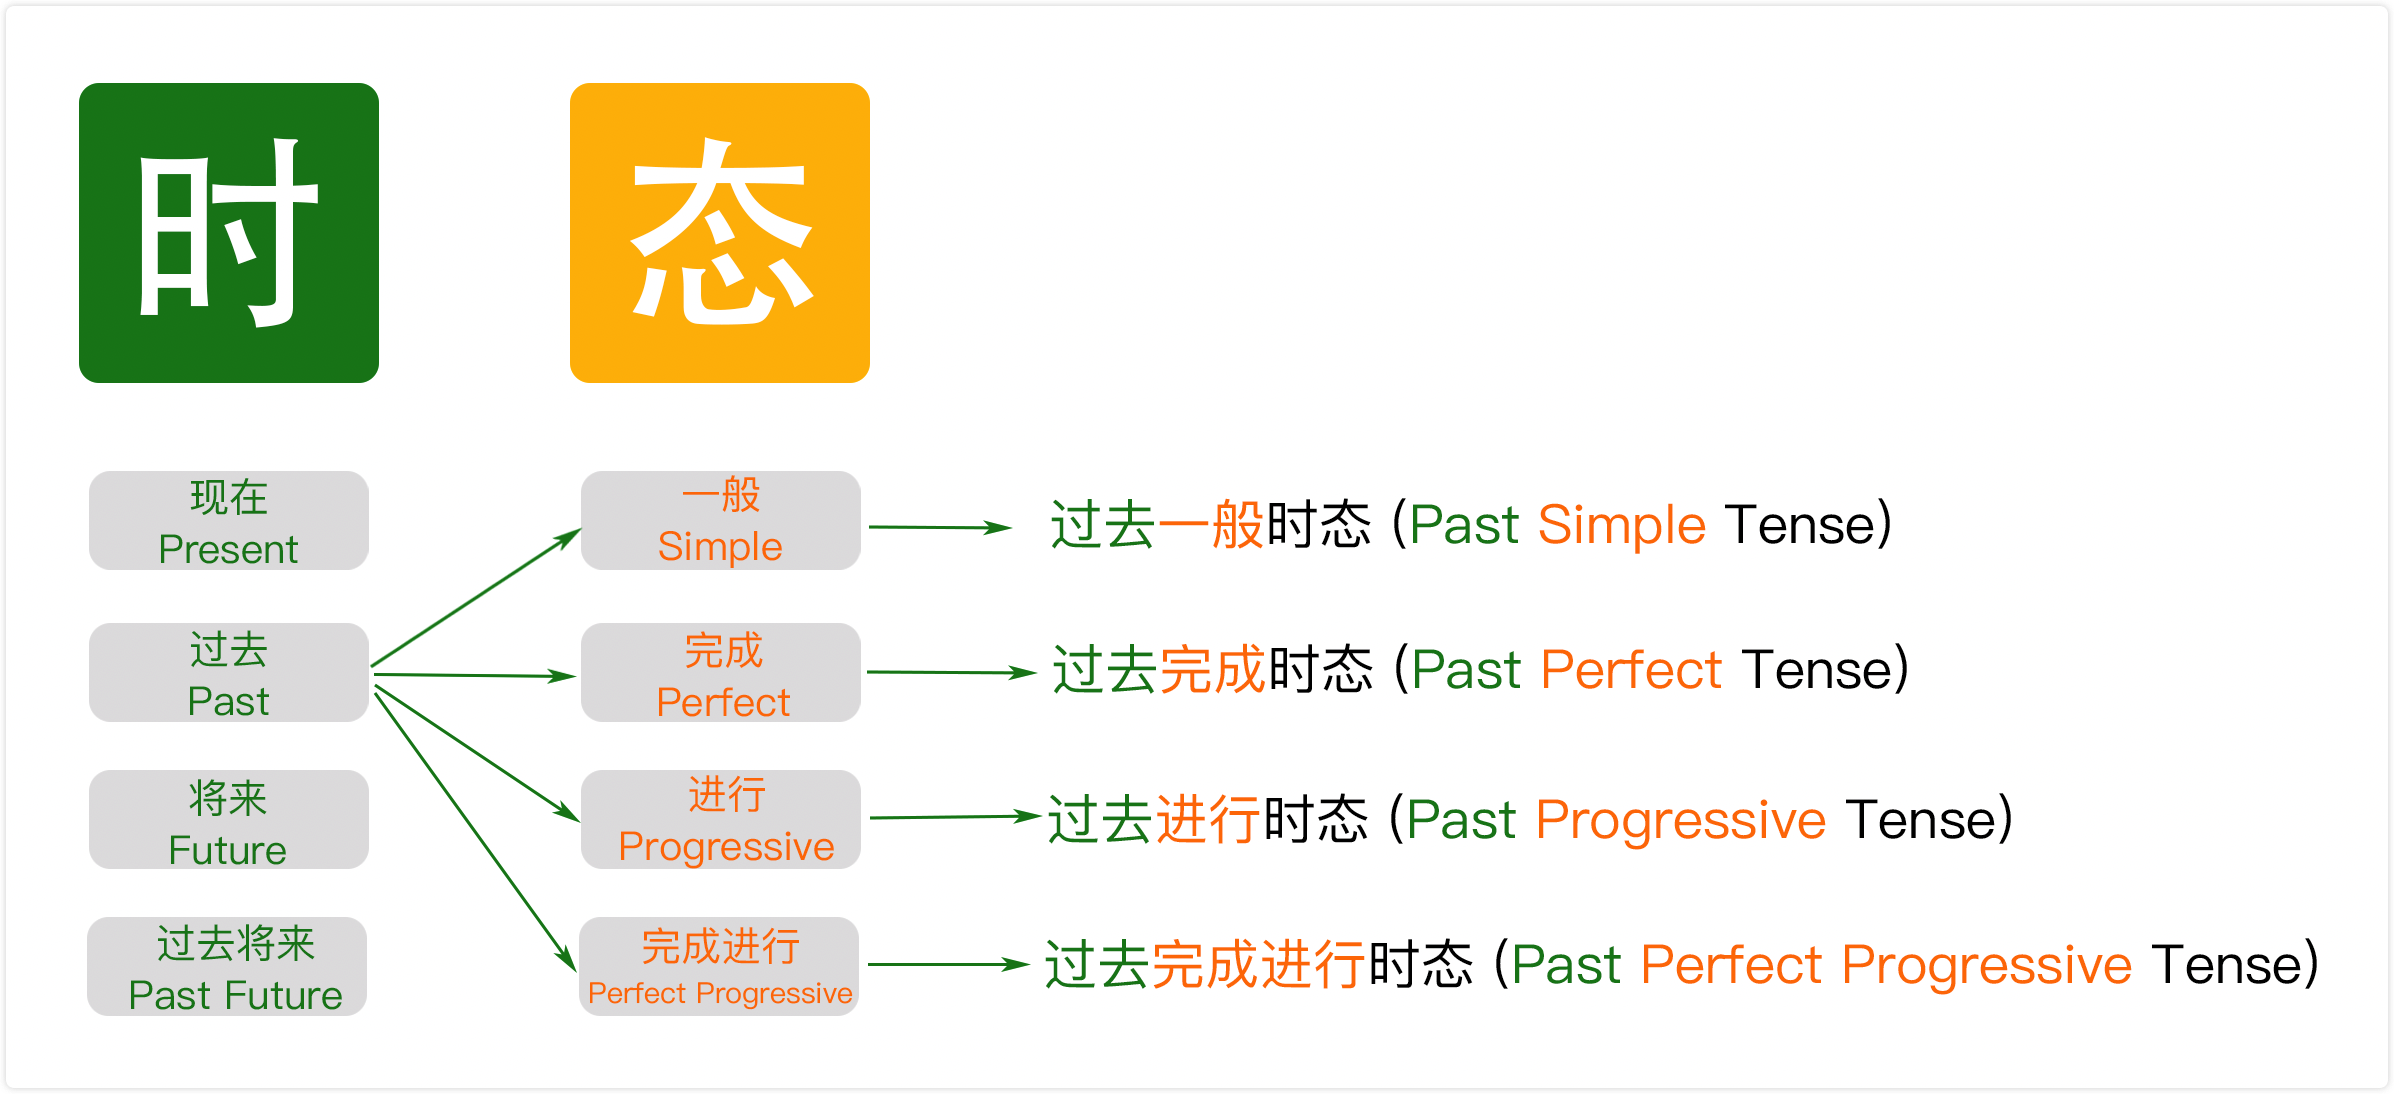 时
态
现在
Present
一般
Simple
过去一般时态 (Past Simple Tense)
过去
Past
完成
Perfect
过去完成时态 (Past Perfect Tense)
将来
Future
进行
Progressive
过去进行时态 (Past Progressive Tense)
过去将来
Past Future
完成进行
Perfect Progressive
过去完成进行时态 (Past Perfect Progressive Tense)